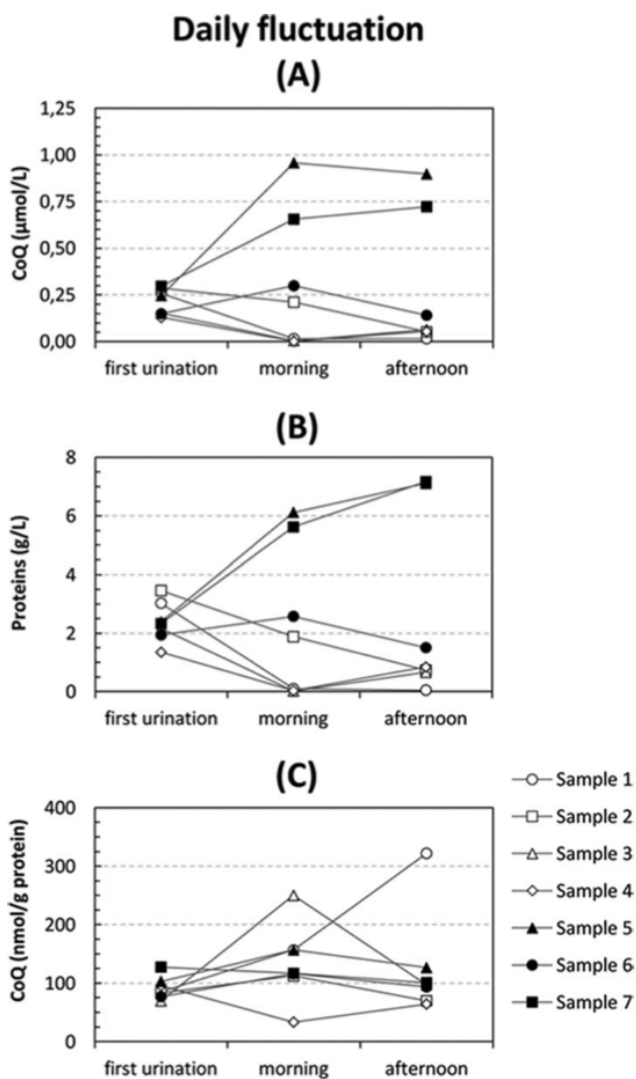 Daily fluctuation
(A)
CoQ (µmol/L)
1,25
1,00
0,75
0,50
0,25
0,00
first urination morning afternoon
(B)
Proteins (g/L)
8
6
4
2
0
first urination morning afternoon
(C)
CoQ (nmol/g protein)
400
300
200
100
0
first urination morning afternoon
Sample 1
Sample 2
Sample 3
Sample 4
Sample 5
Sample 6
Sample 7